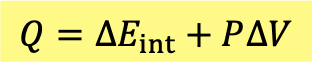 Q = ΔE_int + PΔV